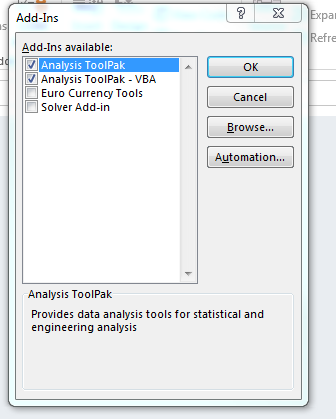 Add-Ins
Expan
Refre
Add-Ins available:
Analysis ToolPak
Analysis ToolPak - VBA
Euro Currency Tools
Solver Add-in
OK
Cancel
Browse...
Automation...
Analysis ToolPak
Provides data analysis tools for statistical and
engineering analysis